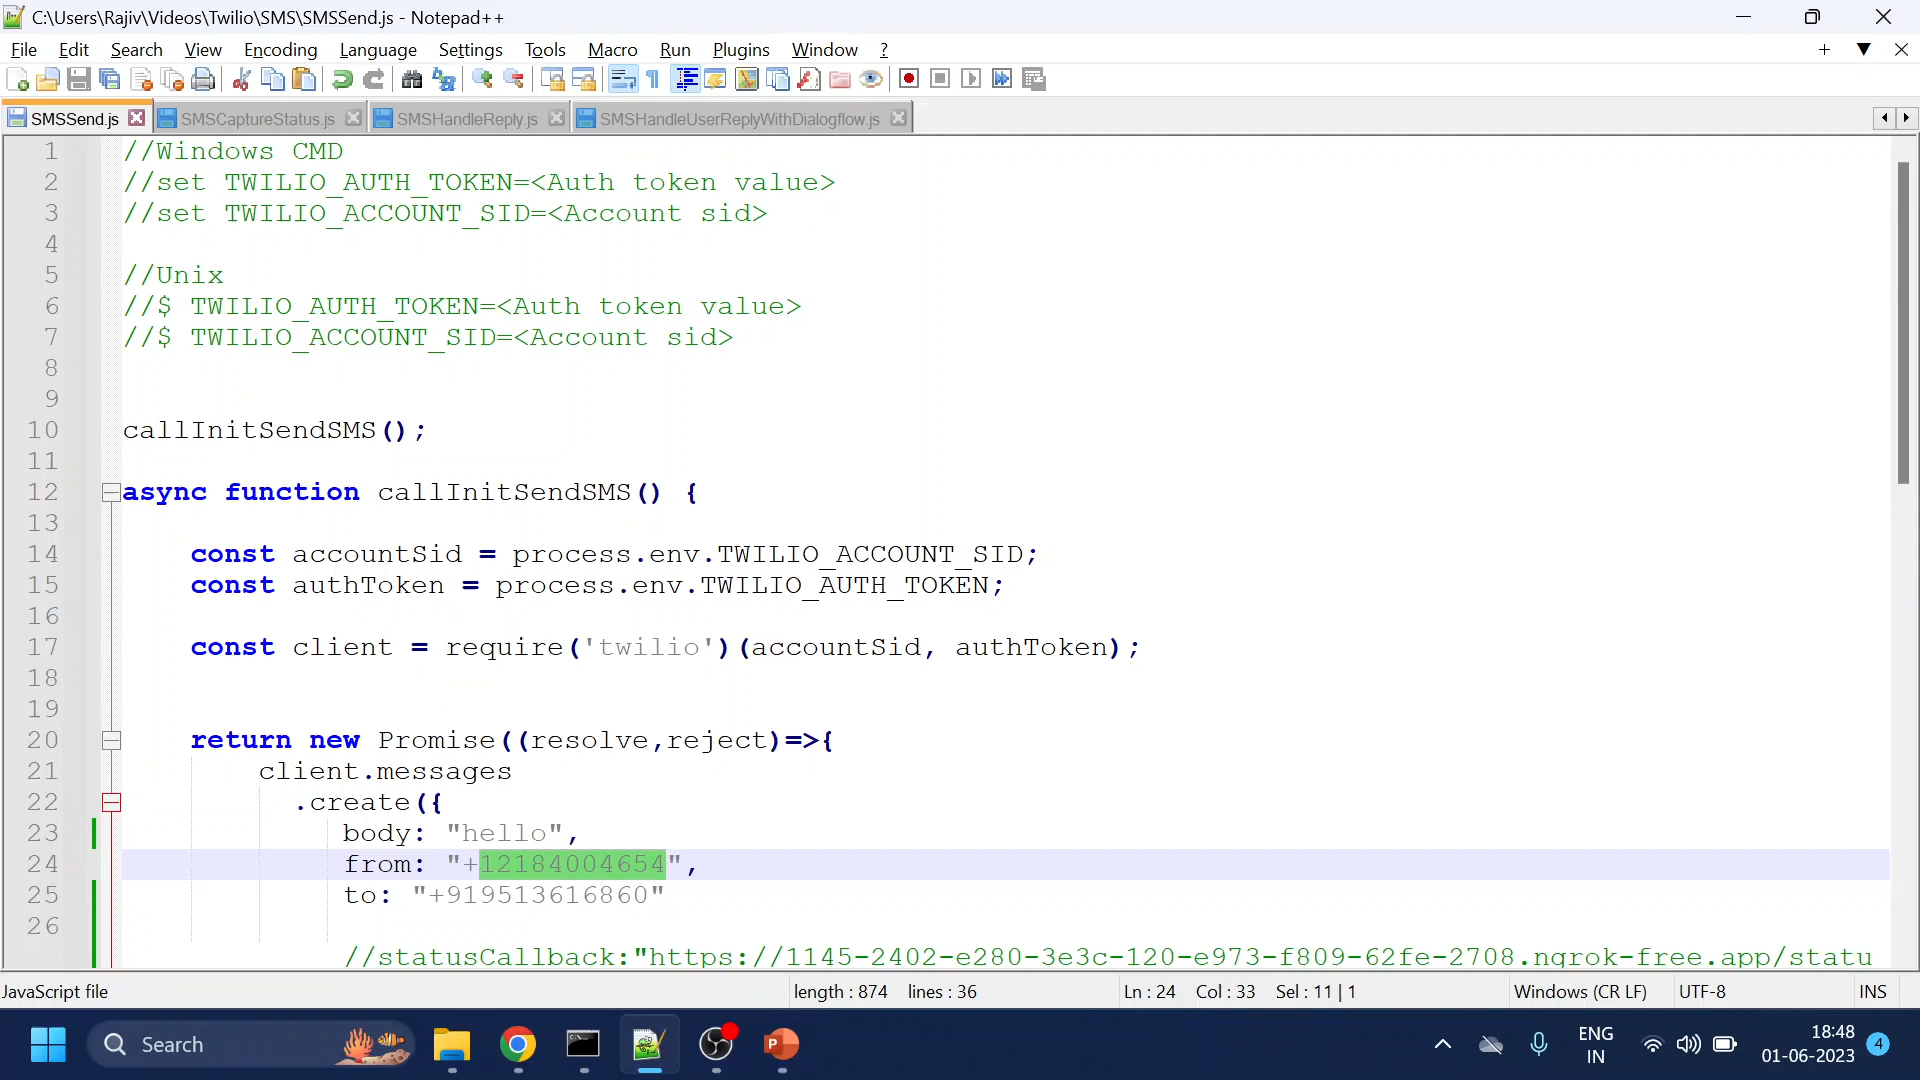 C:\Users\Rajiv\Videos\Twilio\SMS\SMSSend.js - Notepad++
File Edit Search View Encoding Language Settings Tools Macro Run Plugins Window ?
SMSSend.js SMSCaptureStatus.js SMSHandleReply.js SMSHandleUserReplyWithDialogflow.js
1 //Windows CMD
2 //set TWILIO_AUTH_TOKEN=<Auth token value>
3 //set TWILIO_ACCOUNT_SID=<Account sid>
4
5 //Unix
6 //$ TWILIO_AUTH_TOKEN=<Auth token value>
7 //$ TWILIO_ACCOUNT_SID=<Account sid>
8
9
10 callInitSendSMS();
11
12 async function callInitSendSMS() {
13
14 const accountSid = process.env.TWILIO_ACCOUNT_SID;
15 const authToken = process.env.TWILIO_AUTH_TOKEN;
16
17 const client = require('twilio')(accountSid, authToken);
18
19
20 return new Promise((resolve,reject)=>{
21 client.messages
22 .create({
23 body: "hello",
24 from: "+12184004654",
25 to: "+919513616860"
26
//statusCallback:"https://1145-2402-e280-3e3c-120-e973-f809-62fe-2708.ngrok-free.app/statu
JavaScript file length : 874 lines : 36 Ln : 24 Col : 33 Sel : 11 | 1 Windows (CR LF) UTF-8 INS
Search ENG IN 18:48 01-06-2023 4